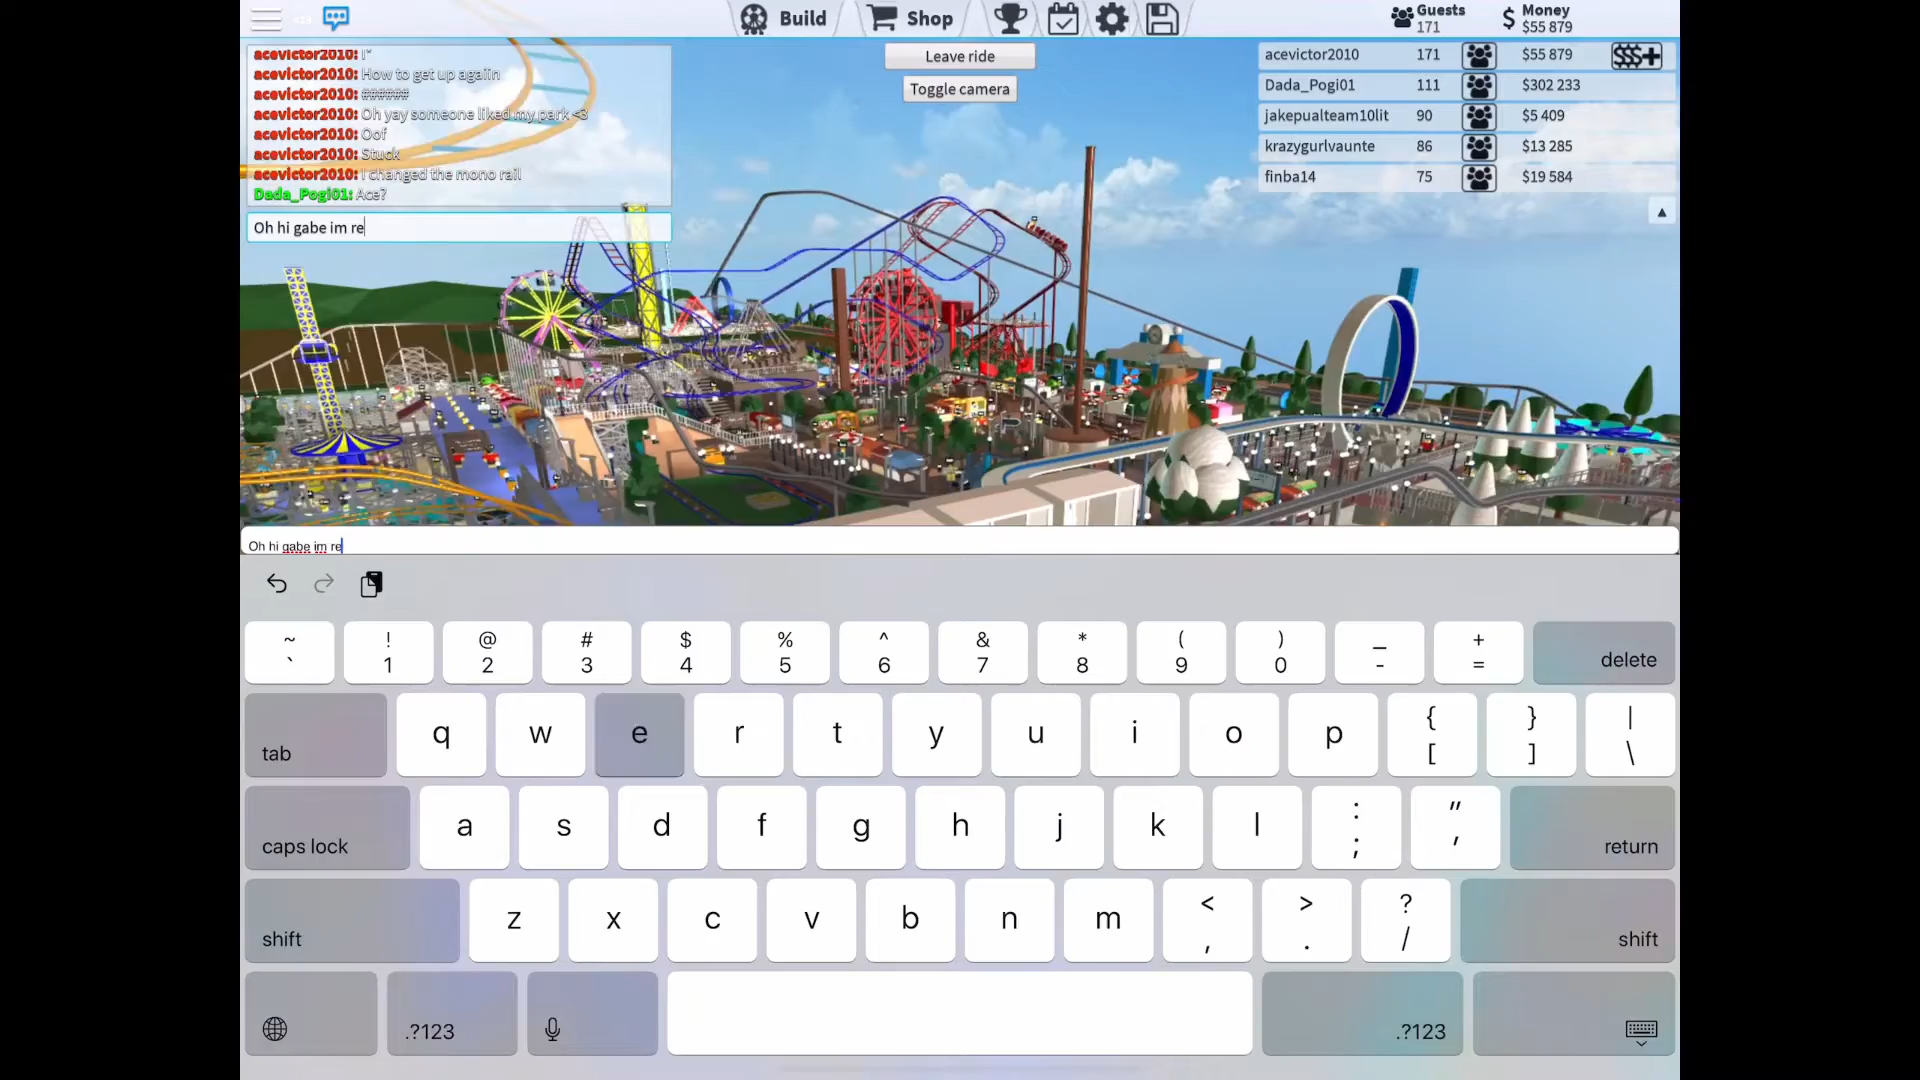 <13
Build
Shop
Guests
171
Money
$55 879
acevictor2010: I"
acevictor2010: How to get up agaiin
acevictor2010: ######
acevictor2010: Oh yay someone liked my park <3
acevictor2010: Oof
acevictor2010: Stuck
acevictor2010: I changed the mono rail
Dada_Pogi01: Ace?
Oh hi gabe im re
Leave ride
Toggle camera
acevictor2010 171 $55 879 $$$+
Dada_Pogi01 111 $302 233
jakepualteam10lit 90 $5 409
krazygurlvaunte 86 $13 285
finba14 75 $19 584
Oh hi gabe im re
~ ! @ # $ % ^ & * ( ) _ +
` 1 2 3 4 5 6 7 8 9 0 - = delete
tab q w e r t y u i o p { [ } ] | \
caps lock a s d f g h j k l : ; " ' return
shift z x c v b n m < , > . ? / shift
.?123 .?123